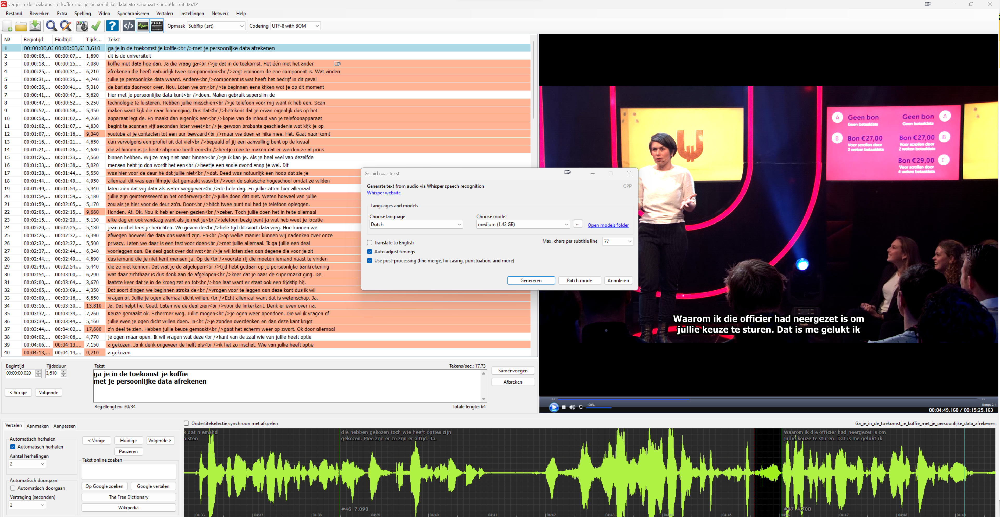 Ga_je_in_de_toekomst_je_koffie_met_je_persoonlijke_data_afrekenen.srt - Subtitle Edit 3.6.12
Bestand Bewerken Extra Spelling Video Synchroniseren Vertalen Instellingen Netwerk Help
Opmaak SubRip (.srt) Codering UTF-8 with BOM
Nº Begintijd Eindtijd Tijds... Tekst
1 00:00:00,02 00:00:03,63 3,610 ga je in de toekomst je koffie<br />met je persoonlijke data afrekenen
2 00:00:05,... 00:00:07,... 1,890 dit is de universiteit
3 00:00:18,... 00:00:25,... 7,080 koffie met data hoe dan. Ja die vraag ga<br />je dat in de toekomst. Het één met het ander
4 00:00:25,... 00:00:31,... 6,210 afrekenen die heeft natuurlijk twee componenten<br />zegt econoom de ene component is. Wat vinden
5 00:00:31,... 00:00:36,... 4,740 jullie je persoonlijke data waard. Andere<br />component is wat heeft het bedrijf in dit geval
6 00:00:36,... 00:00:41,... 5,310 de barista daarvoor over. Nou. Laten we om<br />te beginnen eens kijken wat je op dit moment
7 00:00:41,... 00:00:47,... 5,620 hier met je persoonlijke data kunt<br />doen. Maken gebruik superslim de
8 00:00:47,... 00:00:52,... 5,250 technologie te luisteren. Hebben jullie misschien<br />je telefoon voor mij want ik heb een. Scan
9 00:00:52,... 00:00:58,... 5,450 maken want kijk die naar binnenging. Dus dat<br />betekent dat je ervan eigenlijk dus op het
10 00:00:58,... 00:01:02,... 4,260 apparaat legt de. En maakt dan eigenlijk een<br />kopie van de inhoud van je telefoonapparaat
11 00:01:02,... 00:01:07,... 4,830 begint te scannen vijf seconden later weet<br />je gewoon brabants geschiedenis wat kijk je op
12 00:01:07,... 00:01:16,... 9,340 youtube al je contacten tot een uur bewaard<br />maar we doen er niks mee. Het. Gaat naar komt
13 00:01:16,... 00:01:21,... 4,650 dan vervolgens een profiel uit dat viel<br />bepaald of jij een aanvulling bent op de kwaal
14 00:01:21,... 00:01:26,... 4,680 die al binnen is je bent subprime heeft een<br />beetje mee te maken dat er werden ze al prins
15 00:01:26,... 00:01:33,... 7,560 binnen hebben. Wij ze mag niet naar binnen<br />ja ik kan je. Als je heel veel van dezelfde
16 00:01:33,... 00:01:38,... 5,020 mensen hebt ja dan wordt het een<br />beetje een saaie avond snap je wel. Dit
17 00:01:38,... 00:01:44,... 5,550 was hier voor de deur hè dat jullie niet<br />dat. Deed was natuurlijk een hoop dat zie je
18 00:01:44,... 00:01:49,... 4,950 allemaal dit was een filmpje dat gemaakt was<br />voor de saksische hogeschool omdat ze wilden
19 00:01:49,... 00:01:54,... 5,340 laten zien dat wij data als water weggeven<br />de hele dag. En jullie zitten hier allemaal
20 00:01:54,... 00:01:59,... 5,180 jullie zijn geïnteresseerd in het onderwerp<br />jullie doen dat niet. Weten hoeveel van jullie
21 00:01:59,... 00:02:05,... 5,170 zou als je hier voor de deur zo'n. Door<br />bitch twee punt nul had je telefoon opleggen.
22 00:02:05,... 00:02:15,... 9,660 Handen. Af. Ok. Nou ik heb er zeven gezien<br />zeker. Toch jullie doen het in feite allemaal
23 00:02:15,... 00:02:20,... 5,130 elke dag en ook vandaag want als je met je<br />telefoon bezig bent ja wat heb weet je locatie
24 00:02:20,... 00:02:25,... 5,130 jean michel lees je berichten. We geven de<br />hele tijd dit soort data weg. Hoe kunnen we
25 00:02:26,... 00:02:32,... 6,390 afwegen hoeveel die data ons waard zijn. En<br />op welke manier kunnen wij nadenken over onze
26 00:02:32,... 00:02:37,... 5,500 privacy. Laten we daar is een test voor doen<br />met jullie allemaal. Ik ga jullie een deal
27 00:02:37,... 00:02:44,... 6,240 voorleggen aan. De deal gaat over dat wat<br />je wil laten zien aan degene die voor je zit
28 00:02:44,... 00:02:49,... 4,890 dus iemand die je niet kent mensen ja. Op de<br />voorste rij die moeten iemand naast te vinden
29 00:02:49,... 00:02:54,... 5,440 die ze niet kennen. Dat wat je de afgelopen<br />tijd hebt gedaan op je persoonlijke bankrekening
30 00:02:54,... 00:03:00,... 6,290 wat daar zichtbaar is dus denk aan de afgelopen<br />keer dat je naar de supermarkt ging. De
31 00:03:00,... 00:03:04,... 3,670 laatste keer dat je in de kroeg zat en tot<br />hoe laat want er staat ook een tijdstip bij.
32 00:03:05,... 00:03:09,... 4,350 Dat soort dingen we beginnen straks de<br />vragen voor te leggen aan deze kant dus ik wil
33 00:03:09,... 00:03:16,... 6,850 vragen of. Jullie je ogen allemaal dicht willen.<br />Echt allemaal want dat is wetenschap. Ja.
34 00:03:16,... 00:03:30,... 13,810 Ja. Dat helpt hè. Goed. Laten we de deal zien<br />voor de linkerkant. Denk er even over na.
35 00:03:32,... 00:03:39,... 7,260 Keuze gemaakt ok. Schermer weg. Jullie mogen<br />je ogen weer opendoen. Die wil ik vragen of
36 00:03:39,... 00:03:44,... 5,160 jullie even je ogen dicht willen doen. In<br />je zonden overdenken en dan deze kant krijgt
37 00:03:44,... 00:04:02,... 17,600 z'n deel te zien. Hebben jullie keuze gemaakt<br />gaat het scherm weer op zwart. Ok door allemaal
38 00:04:02,... 00:04:06,... 4,770 je ogen maar open. Ik wil vragen wat deze<br />kant van de zaal wie van jullie heeft optie
39 00:04:06,... 00:04:13,... 7,150 a gekozen. Ja ik denk ongeveer de helft als<br />ik het zo inschat. Wie van jullie heeft optie
40 00:04:13,... 00:04:14,... 0,710 a gekozen
Geluid naar tekst
Generate text from audio via Whisper speech recognition CPP
Whisper website
Languages and models
Choose language Choose model
Dutch medium (1.42 GB) ... Open models folder
Translate to English Max. chars per subtitle line 77
Auto adjust timings
Use post-processing (line merge, fix casing, punctuation, and more)
Genereren Batch mode Annuleren
A Geen bon Geen bon A
Geen betaaldata Geen betaaldata
B Bon €27,00 Bon €27,00 B
Voor scrollen door Voor scrollen door
2 weken betaaldata 2 weken betaaldata
Bon €29,00 C
Voor scrollen door
4 weken betaaldata
Waarom ik die officier had neergezet is om
jullie keuze te sturen. Dat is me gelukt ik
100%
libmpv 2.1
00:04:49,160 / 00:15:25,163
Begintijd Tijdsduur Tekst Tekens/sec.: 17,73
00:00:00,020 3,610
ga je in de toekomst je koffie
met je persoonlijke data afrekenen
Samenvoegen
Afbreken
< Vorige Volgende
Regellengten: 30/34 Totale lengte: 64
Vertalen Aanmaken Aanpassen
Automatisch herhalen
Automatisch herhalen
Aantal herhalingen
2
Automatisch doorgaan
Automatisch doorgaan
Vertraging (seconden)
2
< Vorige Huidige Volgende >
Pauzeren
Tekst online zoeken
Op Google zoeken Google vertalen
The Free Dictionary
Wikipedia
Ondertitelselectie synchroon met afspelen Ga_je_in_de_toekomst_je_koffie_met_je_persoonlijke_data_afrekenen.
k dat niemand die hebben gekozen toch wie heeft opties zijn Waarom ik die officier had neergezet is om
nisten gekozen. Mee zijn er ze zijn er altijd. Ja. jullie keuze te sturen. Dat is me gelukt ik
#46 7,090 #47 4,700
04:36 04:37 04:38 04:39 04:40 04:41 04:42 04:43 04:44 04:45 04:46 04:47 04:48 04:49